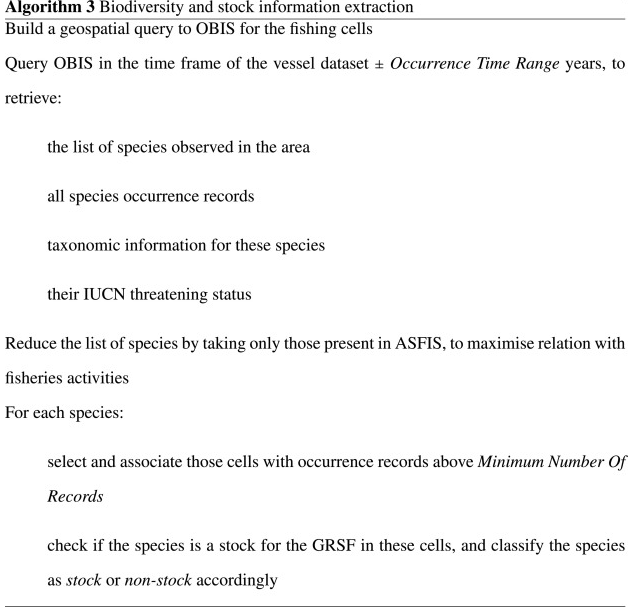 Algorithm 3 Biodiversity and stock information extraction
Build a geospatial query to OBIS for the fishing cells
Query OBIS in the time frame of the vessel dataset ± Occurrence Time Range years, to
retrieve:
the list of species observed in the area
all species occurrence records
taxonomic information for these species
their IUCN threatening status
Reduce the list of species by taking only those present in ASFIS, to maximise relation with
fisheries activities
For each species:
select and associate those cells with occurrence records above Minimum Number Of
Records
check if the species is a stock for the GRSF in these cells, and classify the species
as stock or non-stock accordingly